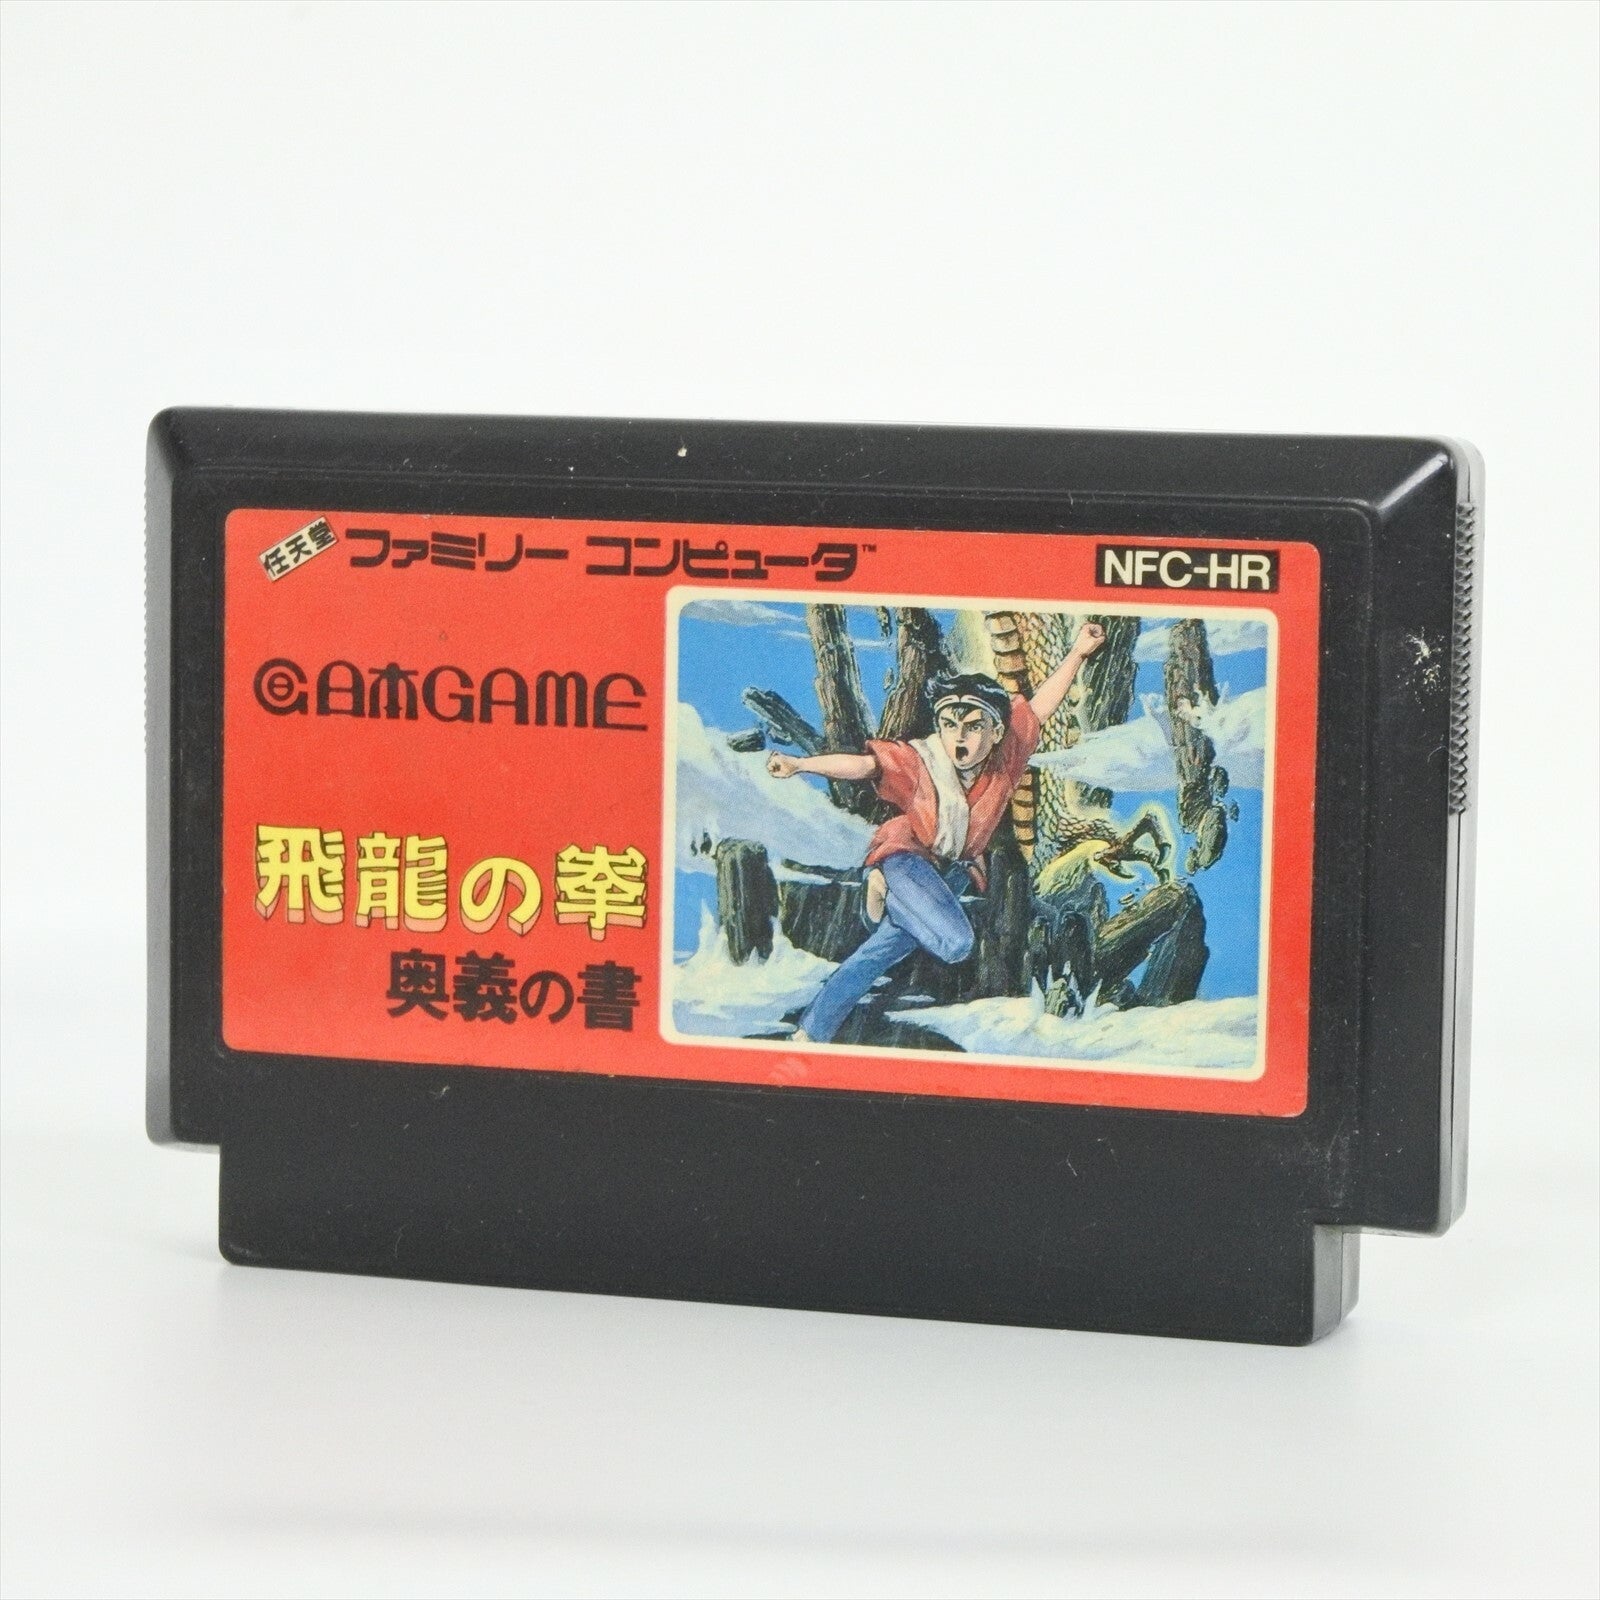 任天堂 ファミリー コンピュータ™
NFC-HR
日本GAME
飛龍の拳
奥義の書